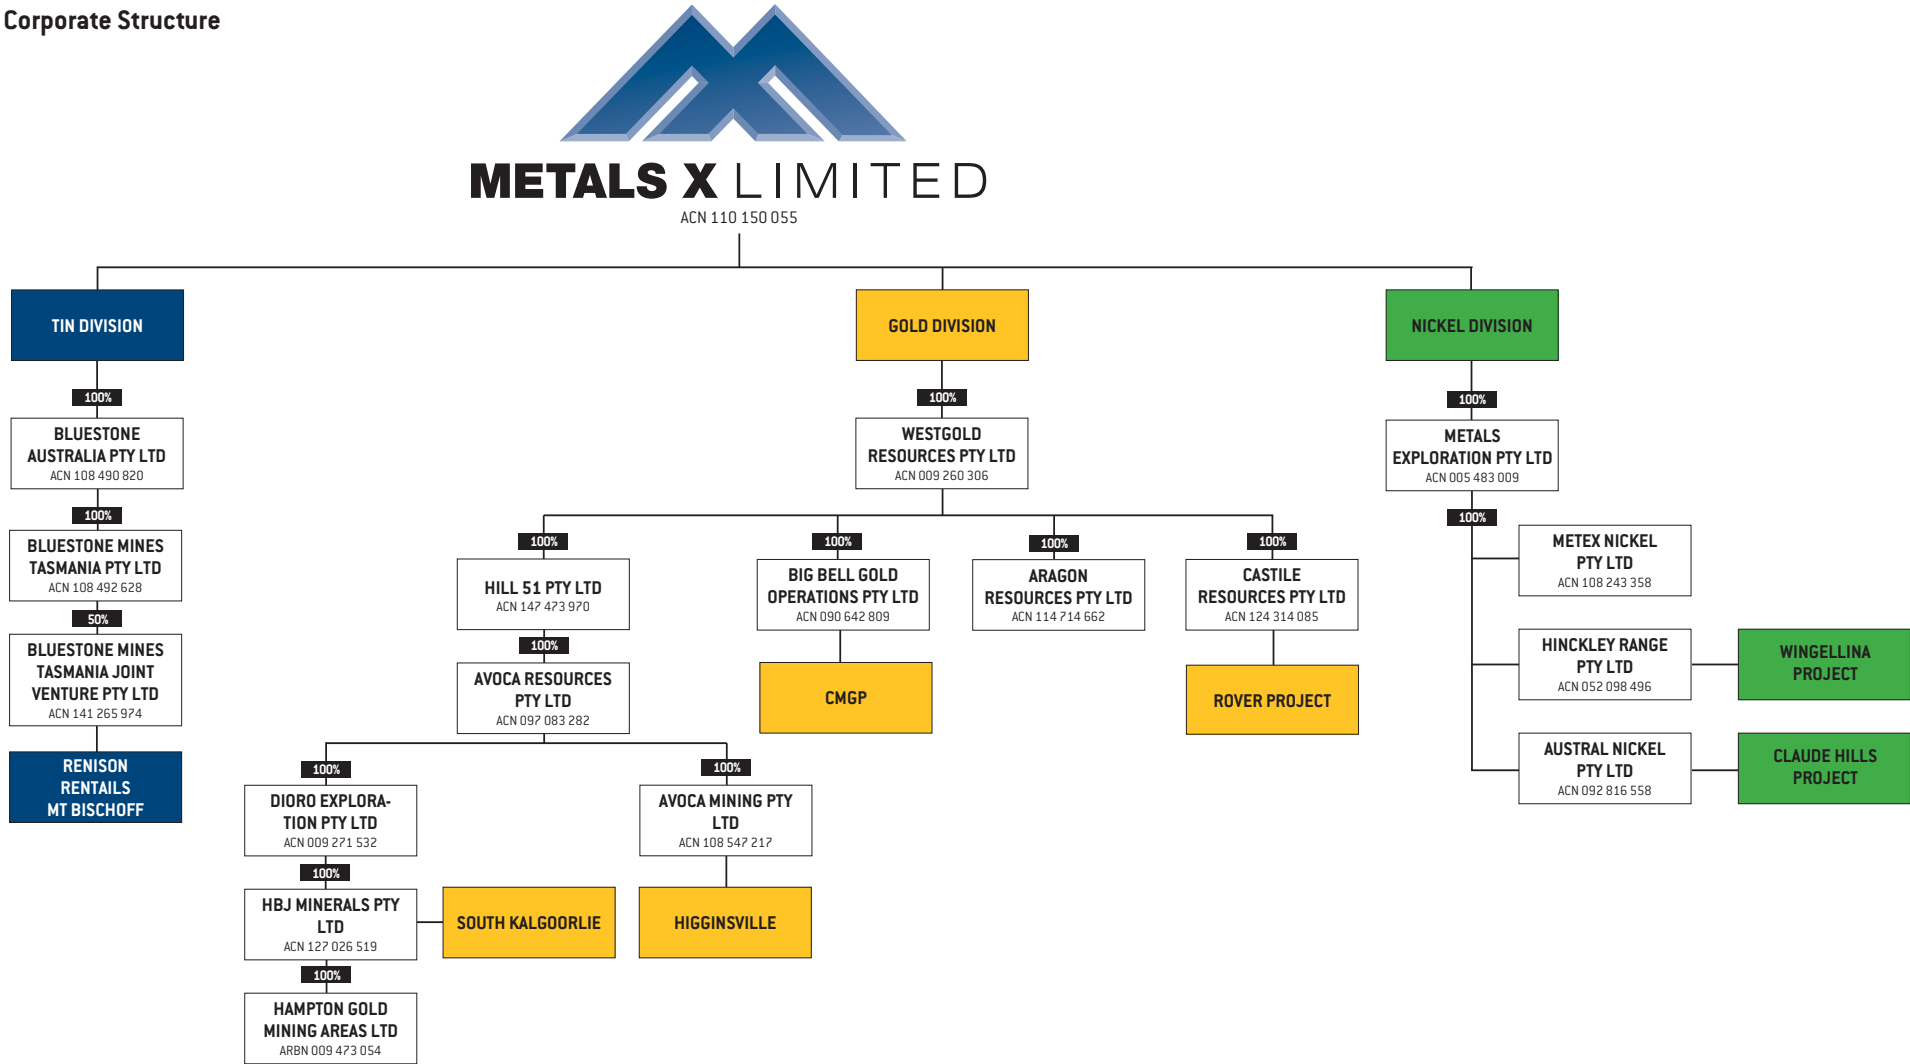 Corporate Structure
METALS X LIMITED
ACN 110 150 055
TIN DIVISION
GOLD DIVISION
NICKEL DIVISION
100%
100%
100%
BLUESTONE
AUSTRALIA PTY LTD
ACN 108 490 820
WESTGOLD
RESOURCES PTY LTD
ACN 009 260 306
METALS
EXPLORATION PTY LTD
ACN 005 483 009
100%
100%
BLUESTONE MINES
TASMANIA PTY LTD
ACN 108 492 628
100%
100%
100%
100%
METEX NICKEL
PTY LTD
ACN 108 243 358
HILL 51 PTY LTD
ACN 147 473 970
BIG BELL GOLD
OPERATIONS PTY LTD
ACN 090 642 809
ARAGON
RESOURCES PTY LTD
ACN 114 714 662
CASTILE
RESOURCES PTY LTD
ACN 124 314 085
50%
100%
BLUESTONE MINES
TASMANIA JOINT
VENTURE PTY LTD
ACN 141 265 974
AVOCA RESOURCES
PTY LTD
ACN 097 083 282
CMGP
ROVER PROJECT
HINCKLEY RANGE
PTY LTD
ACN 052 098 496
WINGELLINA
PROJECT
RENISON
RENTAILS
MT BISCHOFF
100%
100%
AUSTRAL NICKEL
PTY LTD
ACN 092 816 558
CLAUDE HILLS
PROJECT
DIORO EXPLORA-
TION PTY LTD
ACN 009 271 532
AVOCA MINING PTY
LTD
ACN 108 547 217
100%
HBJ MINERALS PTY
LTD
ACN 127 026 519
SOUTH KALGOORLIE
HIGGINSVILLE
100%
HAMPTON GOLD
MINING AREAS LTD
ARBN 009 473 054